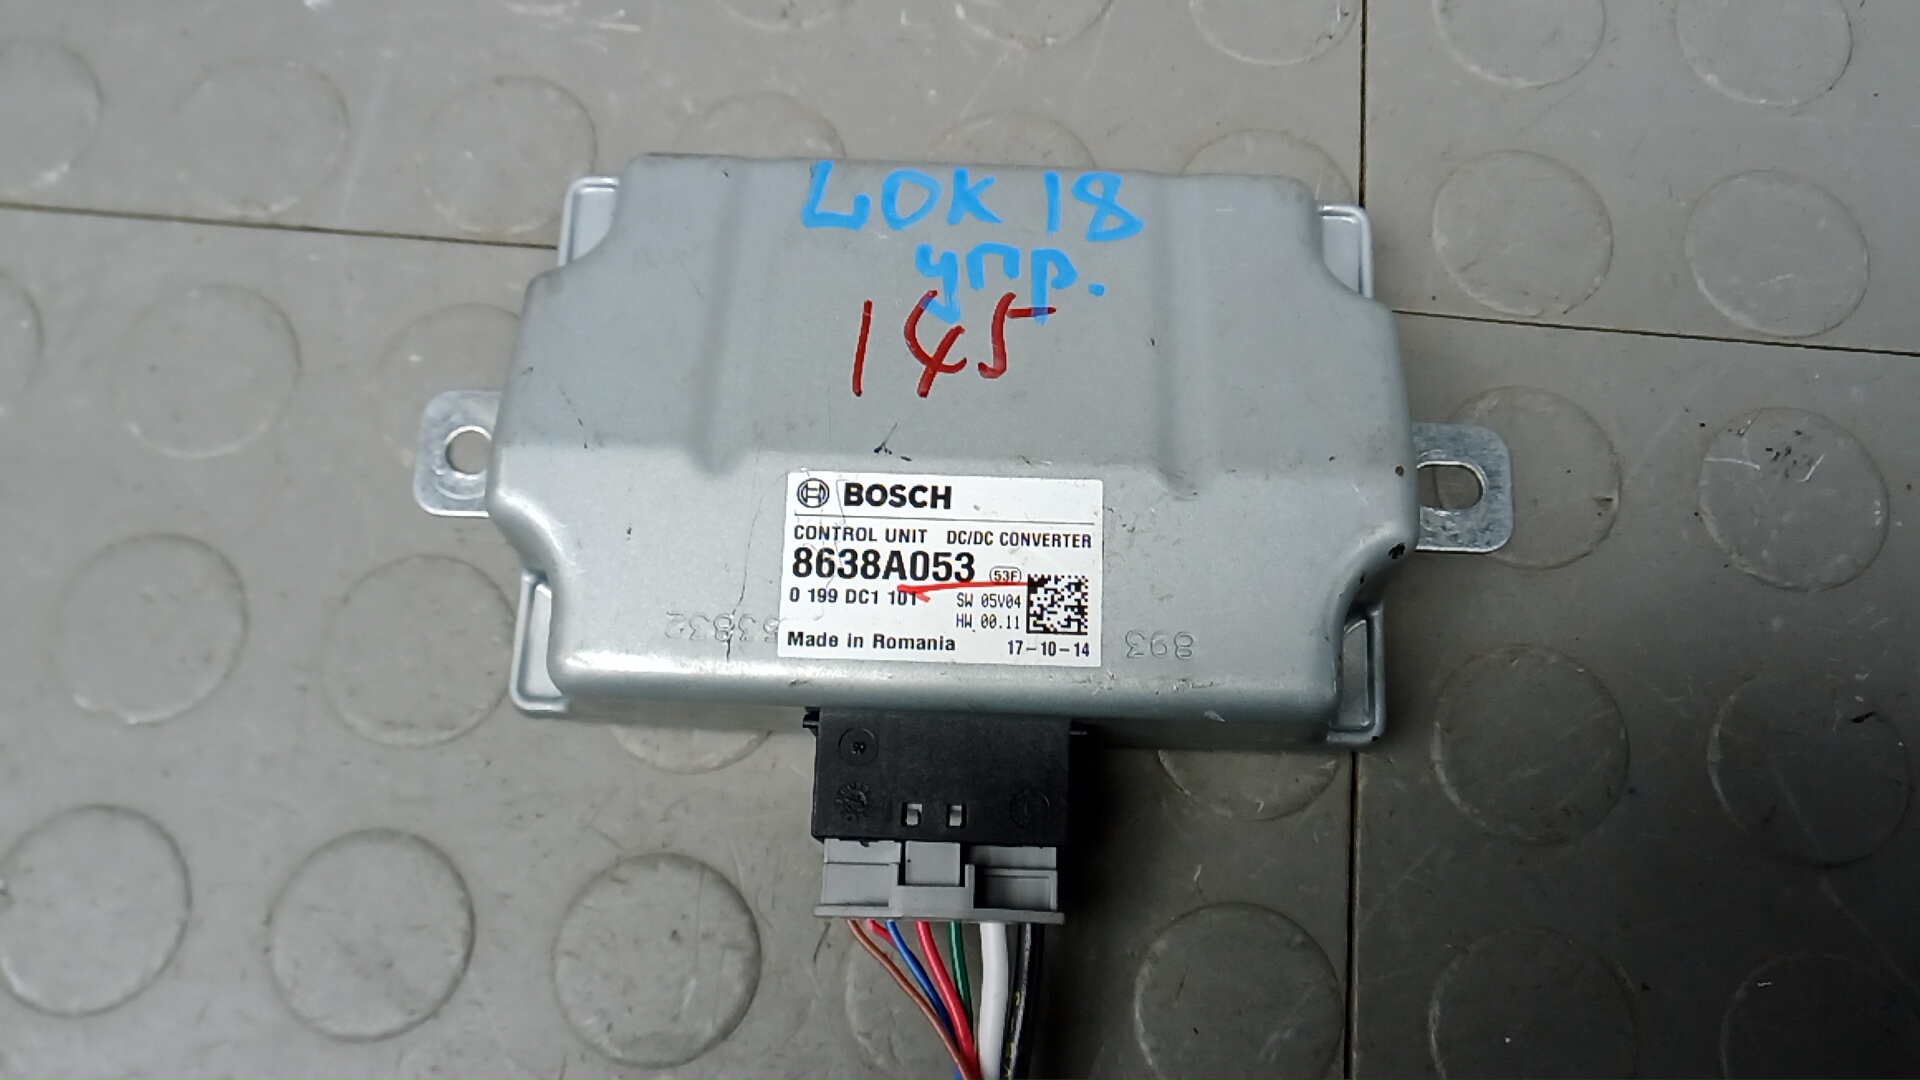 LOK 18
упр.
145
BOSCH
CONTROL UNIT DC/DC CONVERTER
8638A053 53F
0 199 DC1 101 SW 05V04
HW 00.11
Made in Romania 17-10-14
893